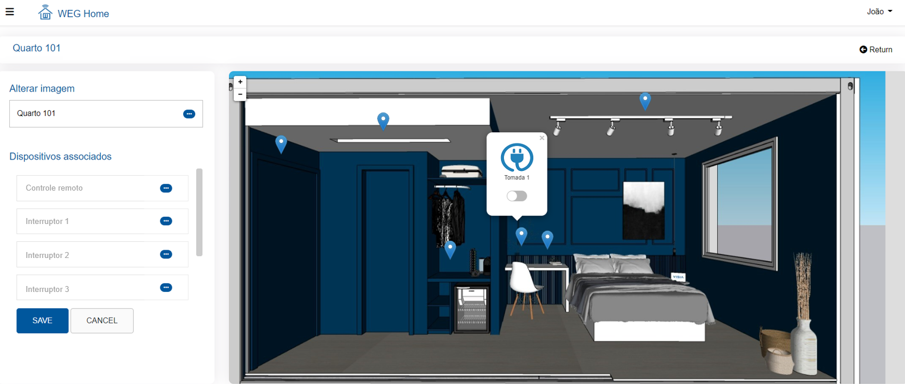 WEG Home
João
Quarto 101
Return
Alterar imagem
Quarto 101
Dispositivos associados
Controle remoto
Interruptor 1
Interruptor 2
Interruptor 3
SAVE
CANCEL
+
−
×
Tomada 1